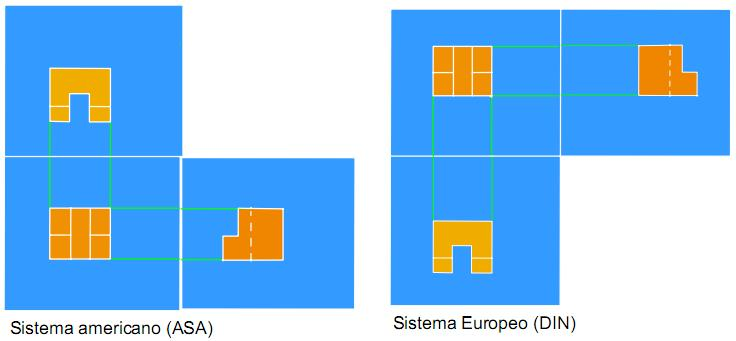 Sistema americano (ASA)
Sistema Europeo (DIN)